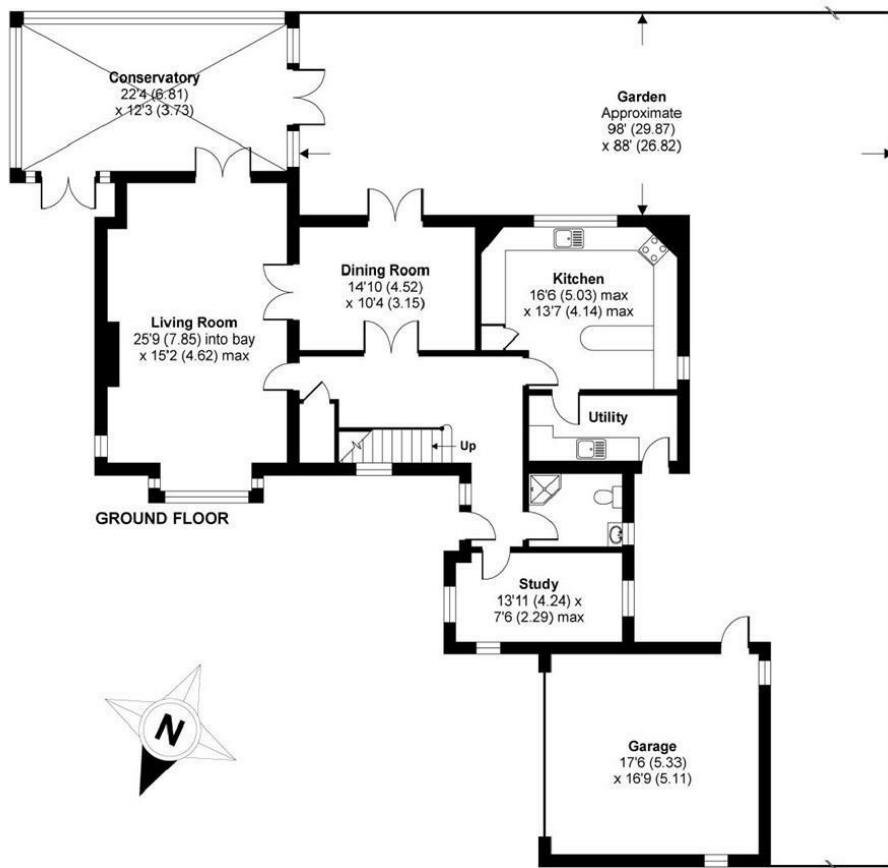 Conservatory
22'4 (6.81)
x 12'3 (3.73)
Garden
Approximate
98' (29.87)
x 88' (26.82)
Dining Room
14'10 (4.52)
x 10'4 (3.15)
Kitchen
16'6 (5.03) max
x 13'7 (4.14) max
Living Room
25'9 (7.85) into bay
x 15'2 (4.62) max
Utility
Up
GROUND FLOOR
Study
13'11 (4.24) x
7'6 (2.29) max
N
Garage
17'6 (5.33)
x 16'9 (5.11)